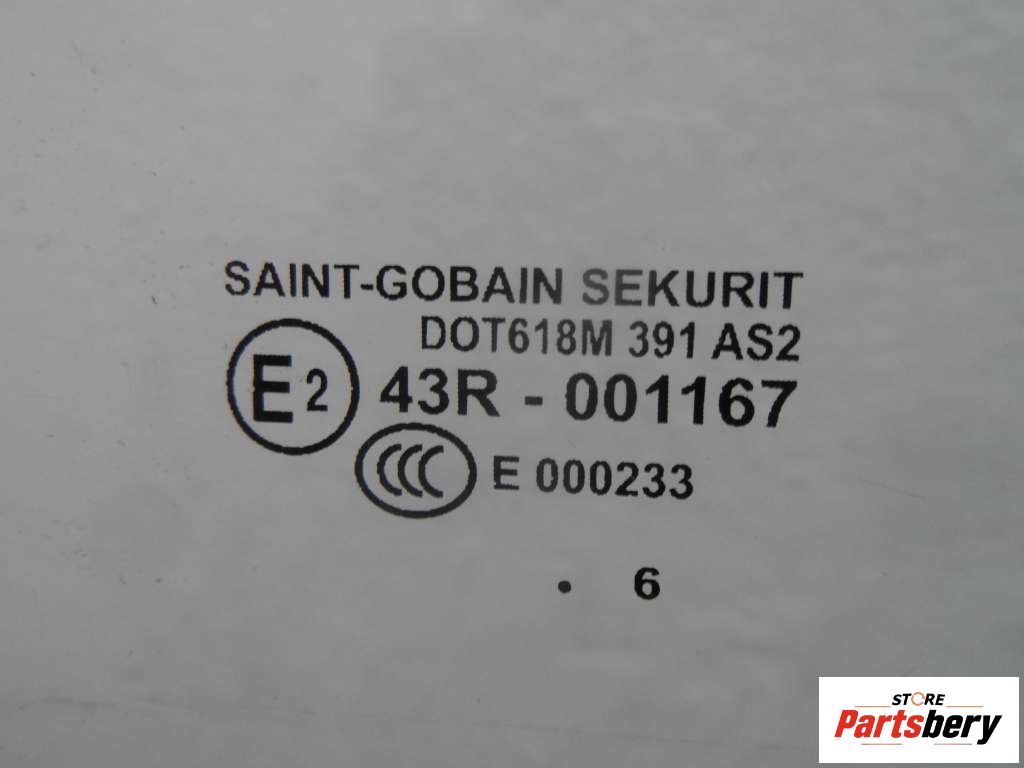 SAINT-GOBAIN SEKURIT
DOT618M 391 AS2
E2 43R - 001167
CCC E 000233
. 6
STORE
Partsbery